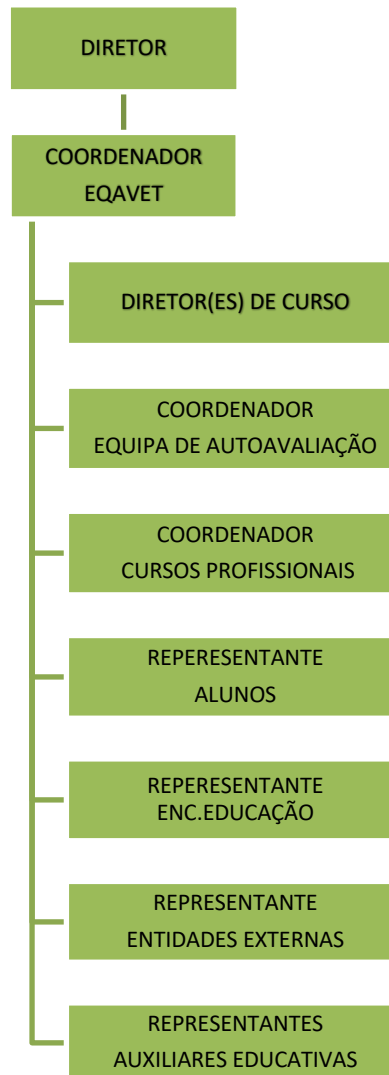 DIRETOR
COORDENADOR
EQAVET
DIRETOR(ES) DE CURSO
COORDENADOR
EQUIPA DE AUTOAVALIAÇÃO
COORDENADOR
CURSOS PROFISSIONAIS
REPERESENTANTE
ALUNOS
REPERESENTANTE
ENC.EDUCAÇÃO
REPRESENTANTE
ENTIDADES EXTERNAS
REPRESENTANTES
AUXILIARES EDUCATIVAS